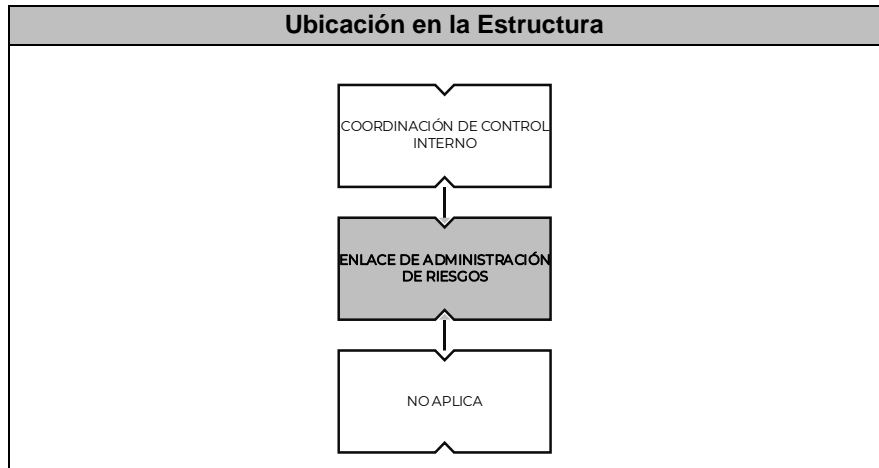 Ubicación en la Estructura
COORDINACIÓN DE CONTROL
INTERNO
ENLACE DE ADMINISTRACIÓN
DE RIESGOS
NO APLICA